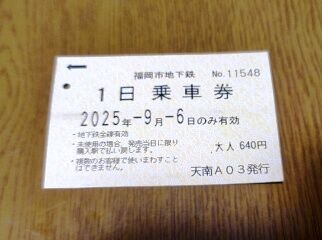 ←
福岡市地下鉄 No.11548
1日乗車券
2025年-9月-6日のみ有効
・地下鉄全線有効
・未使用の場合、発売当日に限り
購入駅で払い戻します。
・複数のお客様で使いまわすことは
できません。
大人 640円
天南A03発行